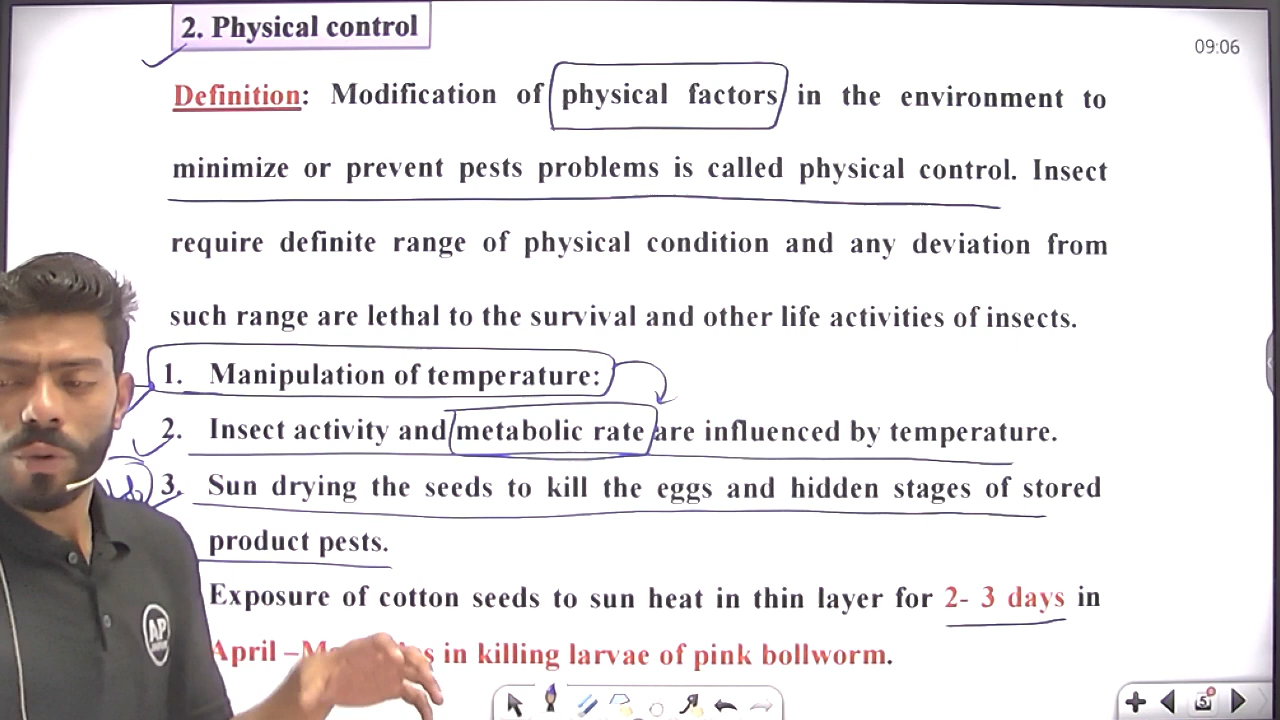 2. Physical control
09:06
Definition: Modification of physical factors in the environment to
minimize or prevent pests problems is called physical control. Insect
require definite range of physical condition and any deviation from
such range are lethal to the survival and other life activities of insects.
1. Manipulation of temperature:
2. Insect activity and metabolic rate are influenced by temperature.
3. Sun drying the seeds to kill the eggs and hidden stages of stored
product pests.
Exposure of cotton seeds to sun heat in thin layer for 2- 3 days in
April – in killing larvae of pink bollworm.
AP
5